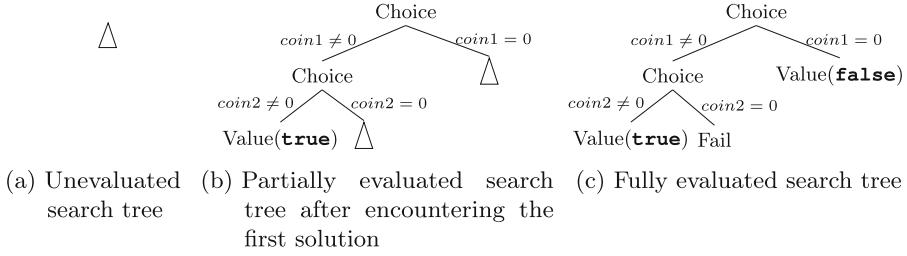 Choice
coin1 ≠ 0
coin1 = 0
Choice
coin2 ≠ 0
coin2 = 0
Value(true)
Choice
coin1 ≠ 0
coin1 = 0
Choice
Value(false)
coin2 ≠ 0
coin2 = 0
Value(true)
Fail
(a) Unevaluated
search tree
(b) Partially evaluated search
tree after encountering the
first solution
(c) Fully evaluated search tree